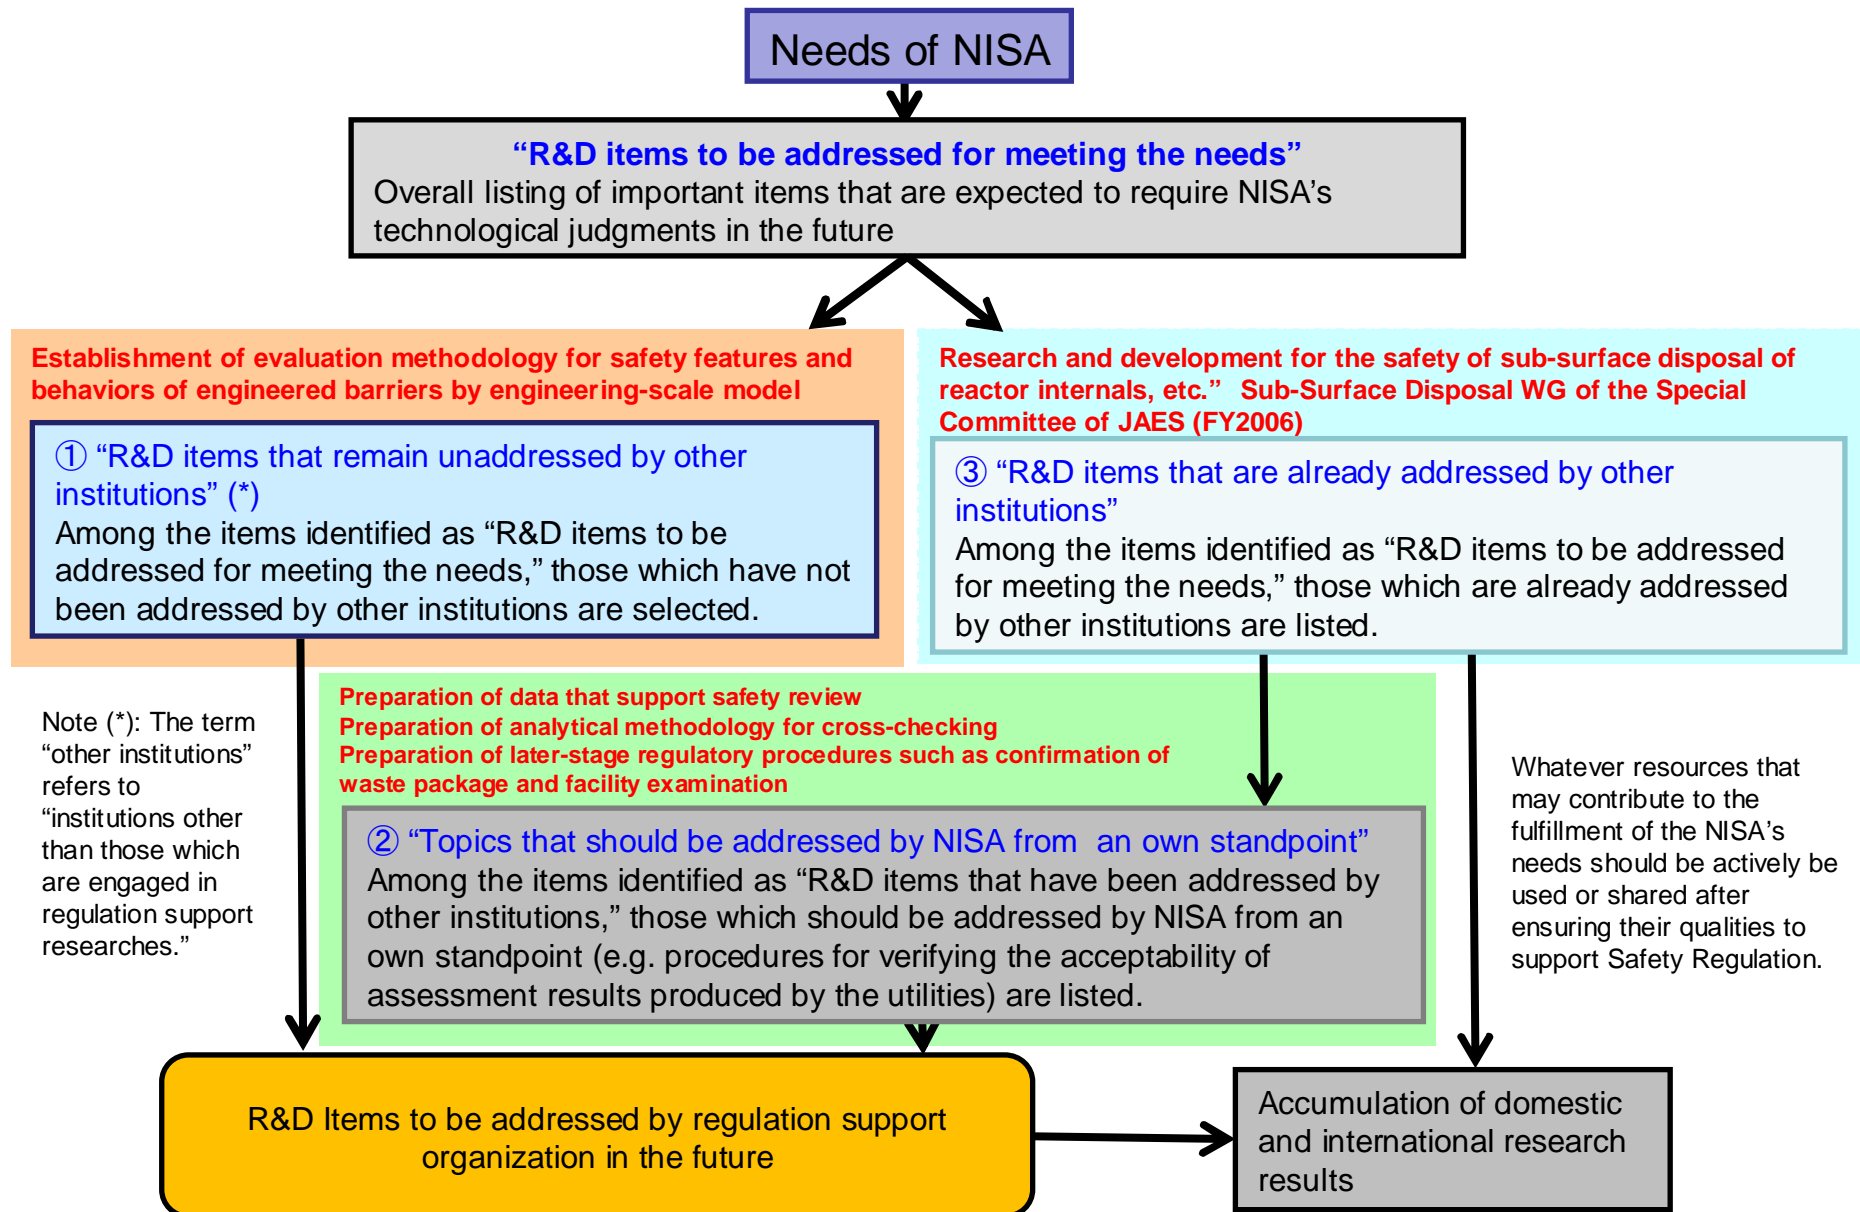 Needs of NISA
“R&D items to be addressed for meeting the needs”
Overall listing of important items that are expected to require NISA’s
technological judgments in the future
Establishment of evaluation methodology for safety features and
behaviors of engineered barriers by engineering-scale model
① “R&D items that remain unaddressed by other
institutions” (*)
Among the items identified as “R&D items to be
addressed for meeting the needs,” those which have not
been addressed by other institutions are selected.
Research and development for the safety of sub-surface disposal of
reactor internals, etc.” Sub-Surface Disposal WG of the Special
Committee of JAES (FY2006)
③ “R&D items that are already addressed by other
institutions”
Among the items identified as “R&D items to be addressed
for meeting the needs,” those which are already addressed
by other institutions are listed.
Note (*): The term
“other institutions”
refers to
“institutions other
than those which
are engaged in
regulation support
researches.”
Preparation of data that support safety review
Preparation of analytical methodology for cross-checking
Preparation of later-stage regulatory procedures such as confirmation of
waste package and facility examination
② “Topics that should be addressed by NISA from an own standpoint”
Among the items identified as “R&D items that have been addressed by
other institutions,” those which should be addressed by NISA from an
own standpoint (e.g. procedures for verifying the acceptability of
assessment results produced by the utilities) are listed.
Whatever resources that
may contribute to the
fulfillment of the NISA’s
needs should be actively be
used or shared after
ensuring their qualities to
support Safety Regulation.
R&D Items to be addressed by regulation support
organization in the future
Accumulation of domestic
and international research
results